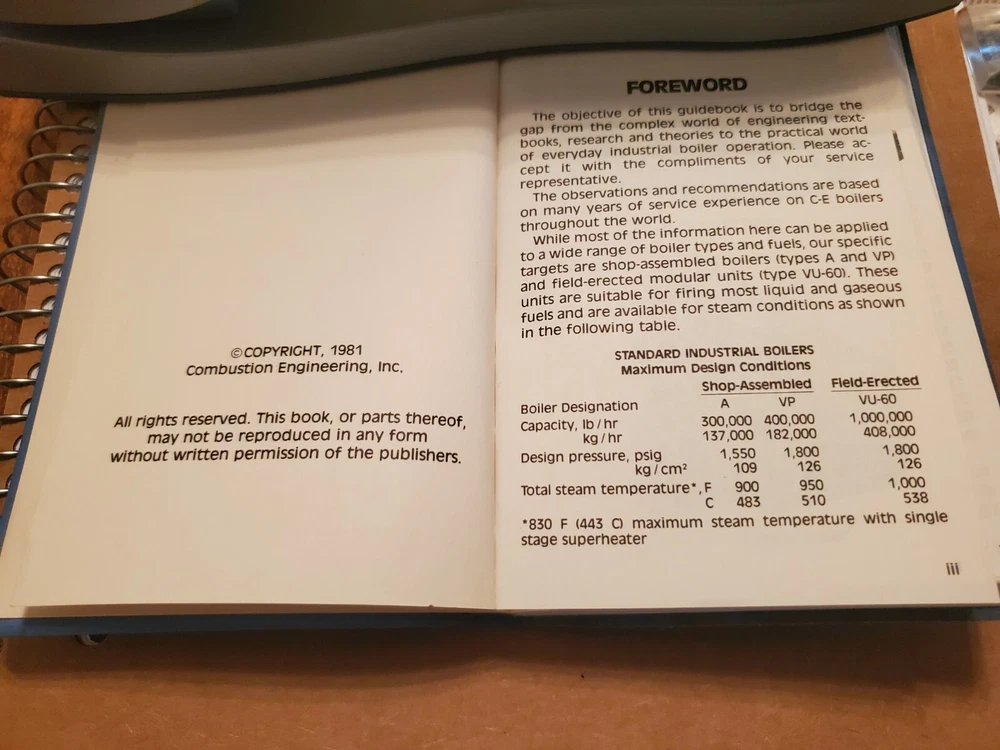 ©COPYRIGHT, 1981
Combustion Engineering, Inc.
All rights reserved. This book, or parts thereof,
may not be reproduced in any form
without written permission of the publishers.
FOREWORD
The objective of this guidebook is to bridge the
gap from the complex world of engineering text-
books, research and theories to the practical world
of everyday industrial boiler operation. Please ac-
cept it with the compliments of your service
representative.
The observations and recommendations are based
on many years of service experience on C-E boilers
throughout the world.
While most of the information here can be applied
to a wide range of boiler types and fuels, our specific
targets are shop-assembled boilers (types A and VP)
and field-erected modular units (type VU-60). These
units are suitable for firing most liquid and gaseous
fuels and are available for steam conditions as shown
in the following table.
STANDARD INDUSTRIAL BOILERS
Maximum Design Conditions
Shop-Assembled Field-Erected
Boiler Designation A VP VU-60
Capacity, lb/hr 300,000 400,000 1,000,000
kg/hr 137,000 182,000 408,000
Design pressure, psig 1,550 1,800 1,800
kg/cm² 109 126 126
Total steam temperature*, F 900 950 1,000
C 483 510 538
*830 F (443 C) maximum steam temperature with single
stage superheater
iii